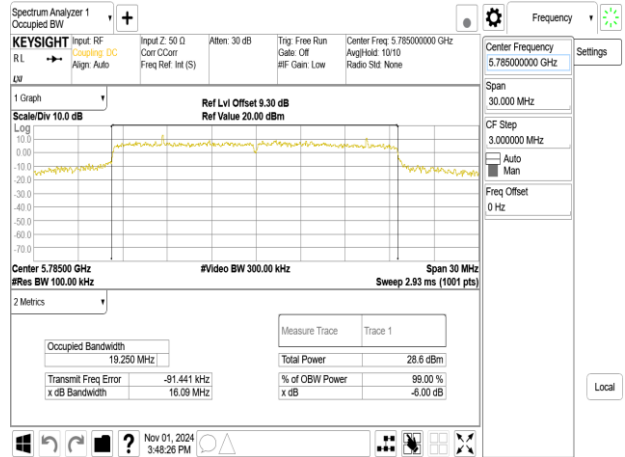 Spectrum Analyzer 1
Occupied BW
Frequency
KEYSIGHT
RL
Input: RF
Coupling: DC
Align: Auto
Input Z: 50 Ω
Corr CCorr
Freq Ref: Int (S)
Atten: 30 dB
Trig: Free Run
Gate: Off
#IF Gain: Low
Center Freq: 5.785000000 GHz
Avg|Hold: 10/10
Radio Std: None
Center Frequency
5.785000000 GHz
Settings
Span
30.000 MHz
CF Step
3.000000 MHz
Auto
Man
Freq Offset
0 Hz
Local
1 Graph
Scale/Div 10.0 dB
Ref Lvl Offset 9.30 dB
Ref Value 20.00 dBm
Log
10.0
0.00
-10.0
-20.0
-30.0
-40.0
-50.0
-60.0
-70.0
Center 5.78500 GHz
#Res BW 100.00 kHz
#Video BW 300.00 kHz
Span 30 MHz
Sweep 2.93 ms (1001 pts)
2 Metrics
Occupied Bandwidth
19.250 MHz
Transmit Freq Error -91.441 kHz
x dB Bandwidth 16.09 MHz
Measure Trace Trace 1
Total Power 28.6 dBm
% of OBW Power 99.00 %
x dB -6.00 dB
Nov 01, 2024
3:48:26 PM